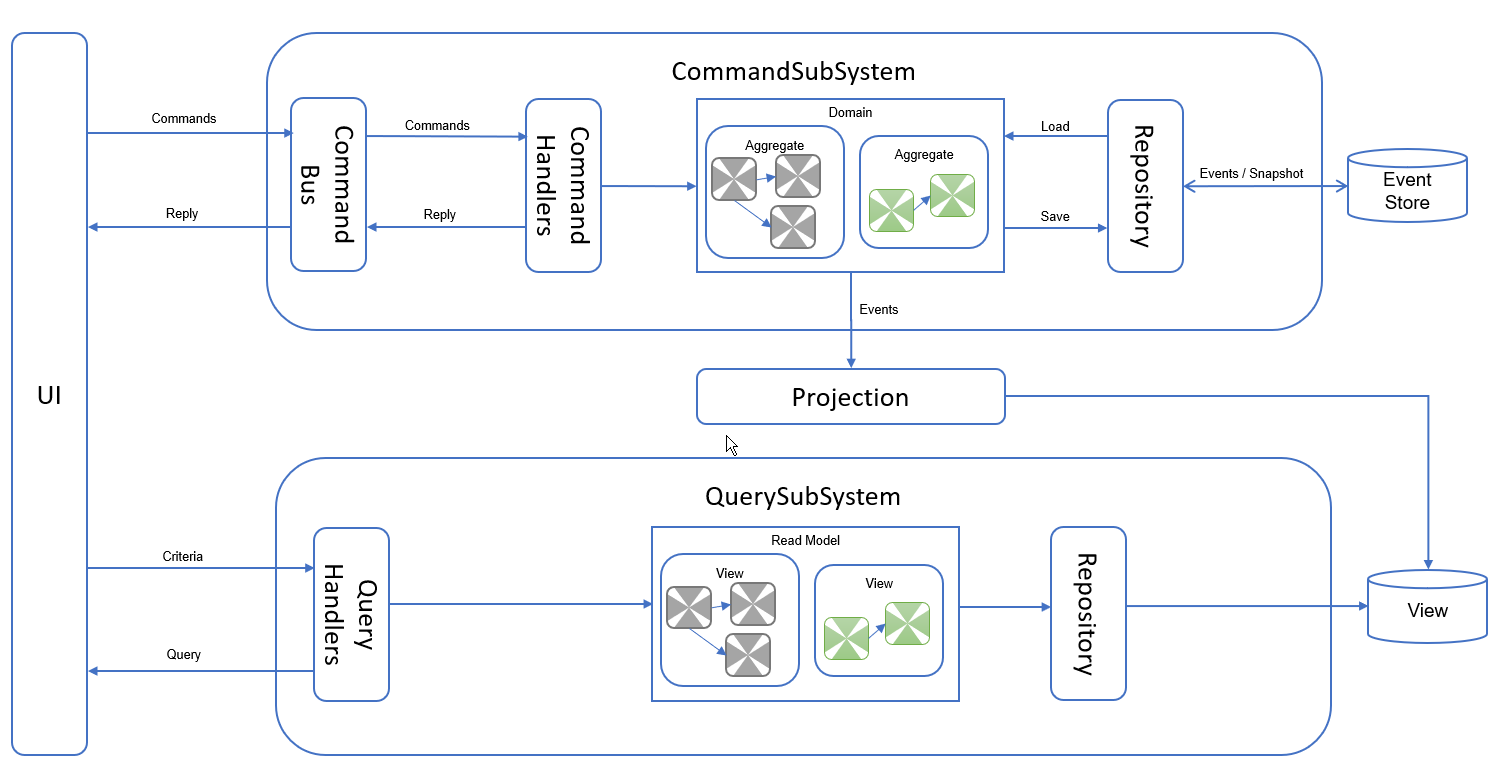 CommandSubSystem
Commands
Reply
Command
Bus
Commands
Reply
Command
Handlers
Domain
Aggregate
Aggregate
Load
Save
Repository
Events / Snapshot
Event
Store
Events
UI
Projection
QuerySubSystem
Criteria
Query
Query
Handlers
Read Model
View
View
Repository
View